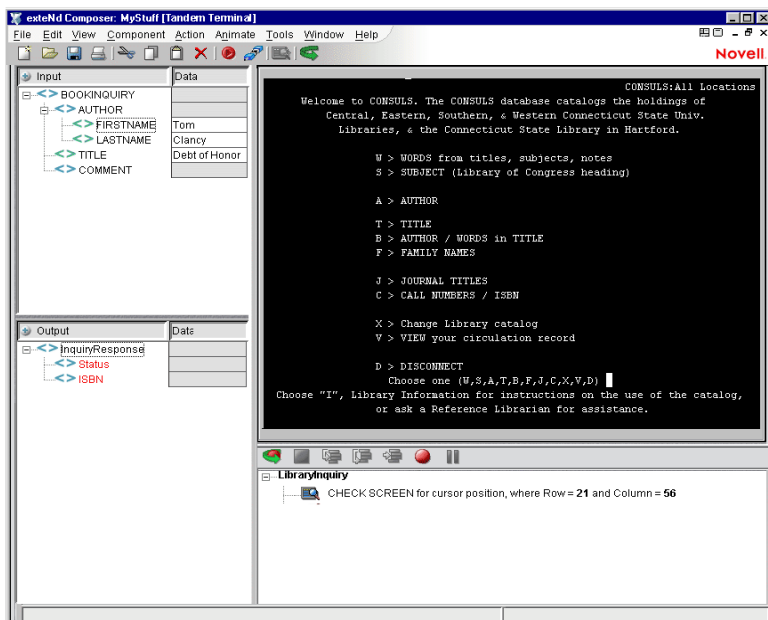 exteNd Composer: MyStuff [Tandem Terminal]
File Edit View Component Action Animate Tools Window Help
Novell
Input Data
BOOKINQUIRY
AUTHOR
FIRSTNAME Tom
LASTNAME Clancy
TITLE Debt of Honor
COMMENT
Output Data
InquiryResponse
Status
ISBN
CONSULS:All Locations
Welcome to CONSULS. The CONSULS database catalogs the holdings of
Central, Eastern, Southern, & Western Connecticut State Univ.
Libraries, & the Connecticut State Library in Hartford.
W > WORDS from titles, subjects, notes
S > SUBJECT (Library of Congress heading)
A > AUTHOR
T > TITLE
B > AUTHOR / WORDS in TITLE
F > FAMILY NAMES
J > JOURNAL TITLES
C > CALL NUMBERS / ISBN
X > Change Library catalog
V > VIEW your circulation record
D > DISCONNECT
Choose one (W,S,A,T,B,F,J,C,X,V,D)
Choose "I", Library Information for instructions on the use of the catalog,
or ask a Reference Librarian for assistance.
LibraryInquiry
CHECK SCREEN for cursor position, where Row = 21 and Column = 56